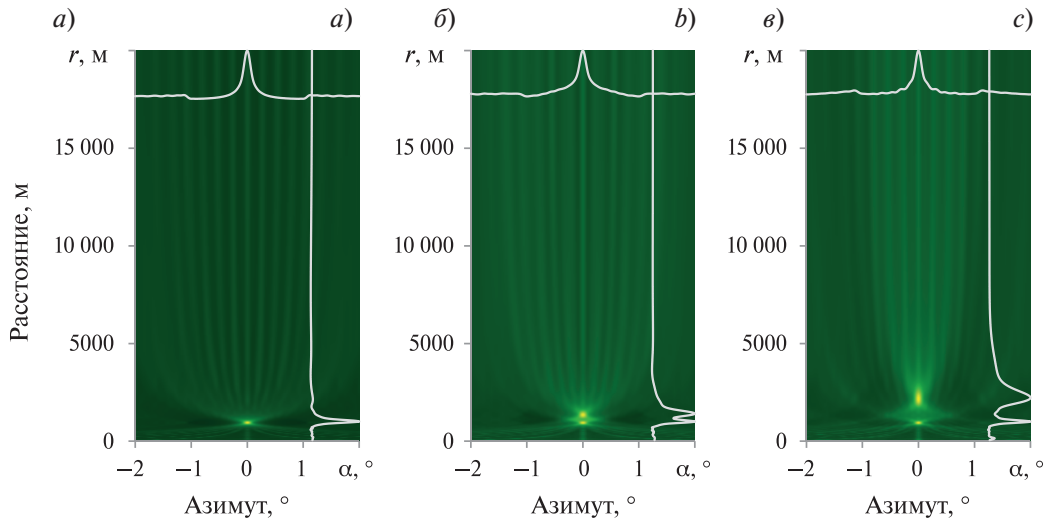 а) a) б) b) в) c)
r, м r, м r, м
15 000 15 000 15 000
10 000 10 000 10 000
Расстояние, м
5000 5000 5000
0 0 0
−2 −1 0 1 α, ° −2 −1 0 1 α, ° −2 −1 0 1 α, °
Азимут, ° Азимут, ° Азимут, °